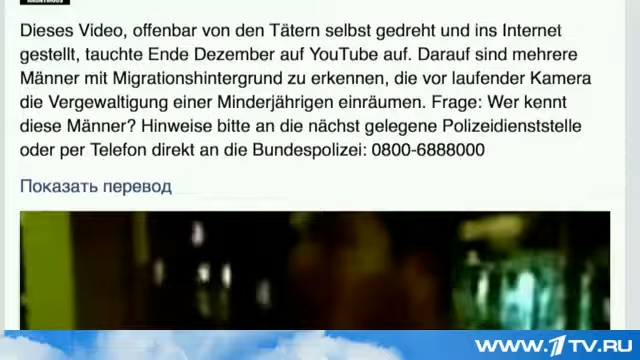 Dieses Video, offenbar von den Tätern selbst gedreht und ins Internet
gestellt, tauchte Ende Dezember auf YouTube auf. Darauf sind mehrere
Männer mit Migrationshintergrund zu erkennen, die vor laufender Kamera
die Vergewaltigung einer Minderjährigen einräumen. Frage: Wer kennt
diese Männer? Hinweise bitte an die nächst gelegene Polizeidienststelle
oder per Telefon direkt an die Bundespolizei: 0800-6888000
Показать перевод
WWW.1TV.RU